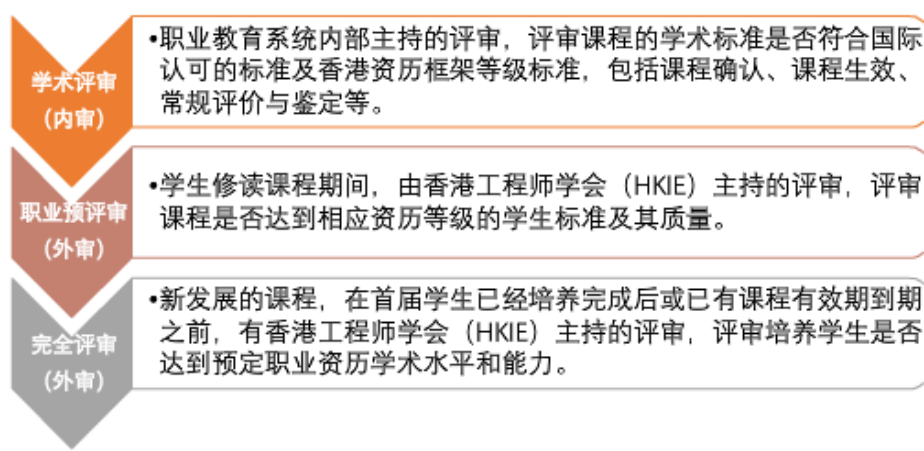 学术评审
（内审）
•职业教育系统内部主持的评审，评审课程的学术标准是否符合国际
认可的标准及香港资历框架等级标准，包括课程确认、课程生效、
常规评价与鉴定等。
职业预评审
（外审）
•学生修读课程期间，由香港工程师学会（HKIE）主持的评审，评审
课程是否达到相应资历等级的学生标准及其质量。
完全评审
（外审）
•新发展的课程，在首届学生已经培养完成后或已有课程有效期到期
之前，有香港工程师学会（HKIE）主持的评审，评审培养学生是否
达到预定职业资历学术水平和能力。